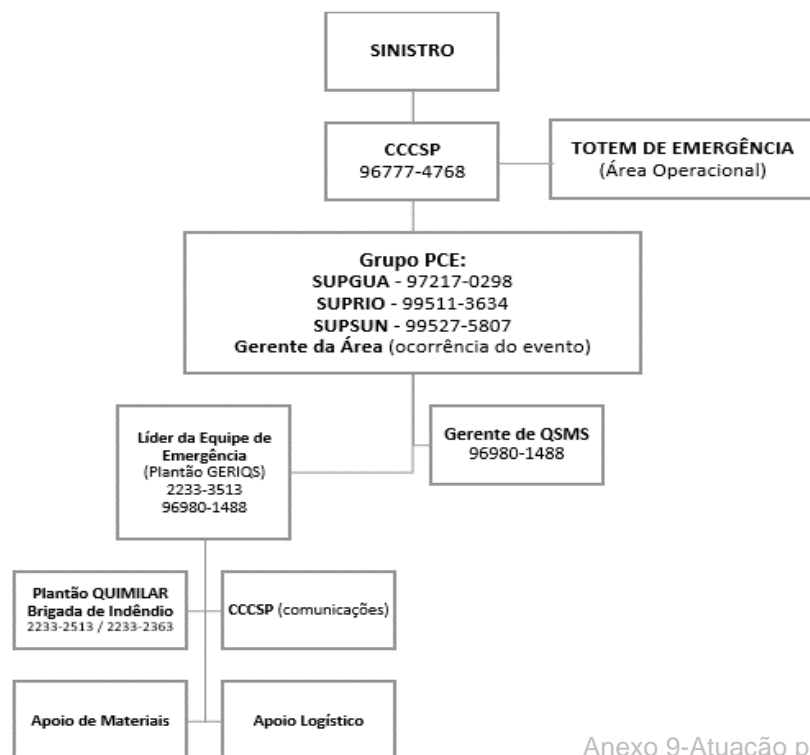 SINISTRO
CCCSP
96777-4768
TOTEM DE EMERGÊNCIA
(Área Operacional)
Grupo PCE:
SUPGUA - 97217-0298
SUPRIO - 99511-3634
SUPSUN - 99527-5807
Gerente da Área (ocorrência do evento)
Líder da Equipe de
Emergência
(Plantão GERIQS)
2233-3513
96980-1488
Gerente de QSMS
96980-1488
Plantão QUIMILAR
Brigada de Indêndio
2233-2513 / 2233-2363
CCCSP (comunicações)
Apoio de Materiais
Apoio Logístico
Anexo 9-Atuação p